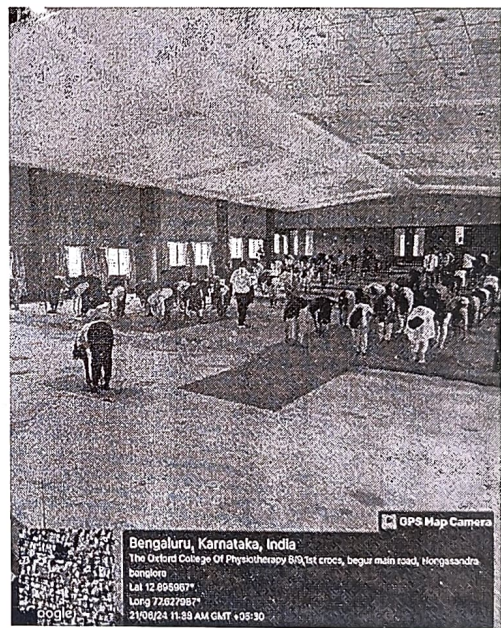 GPS Map Camera
Bengaluru, Karnataka, India
The Oxford College Of Physiotherapy 8/9,1st cross, begur main road, Hongasandra
banglore
Lat 12.895967°
Long 77.627987°
21/06/24 11:39 AM GMT +05:30
Google